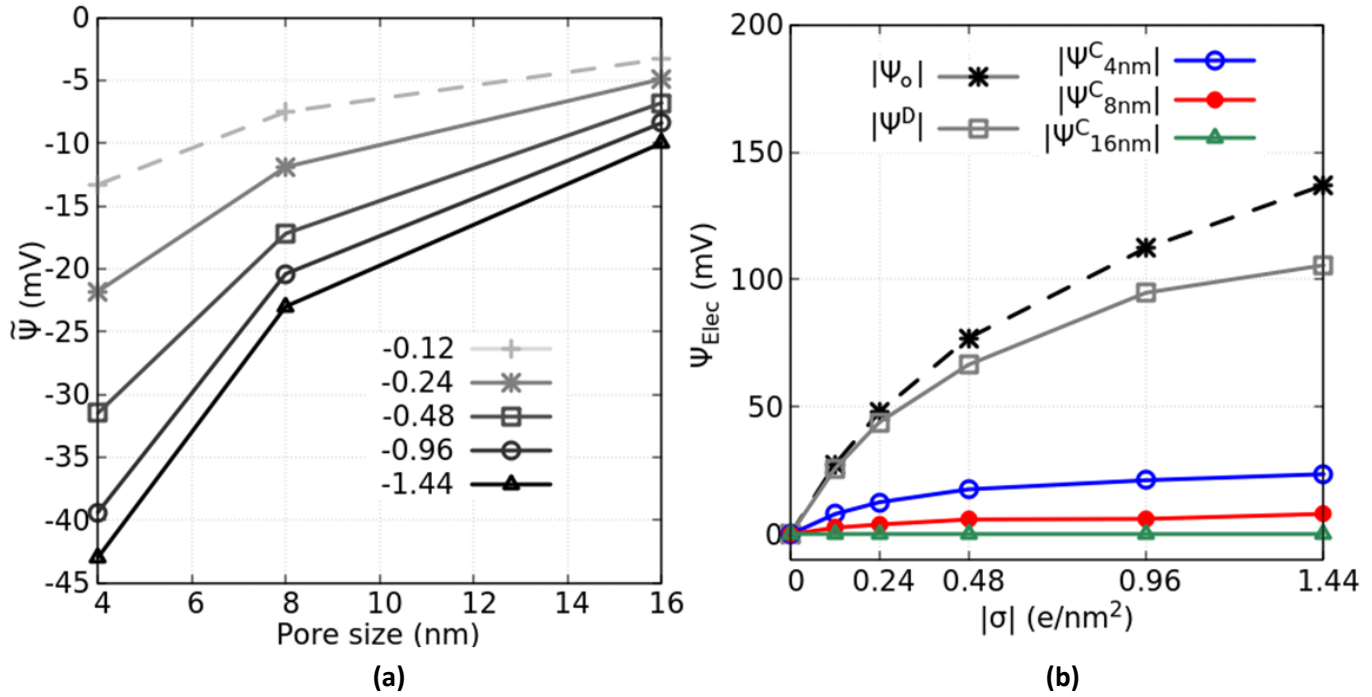 0
-5
-10
-15
-20
-25
-30
-35
-40
-45
Ψ̃ (mV)
-0.12
-0.24
-0.48
-0.96
-1.44
4 6 8 10 12 14 16
Pore size (nm)
(a)
200
150
100
50
0
Ψ_Elec (mV)
|Ψ_o|
|Ψ^D|
|Ψ^C_4nm|
|Ψ^C_8nm|
|Ψ^C_16nm|
0 0.24 0.48 0.96 1.44
|σ| (e/nm²)
(b)